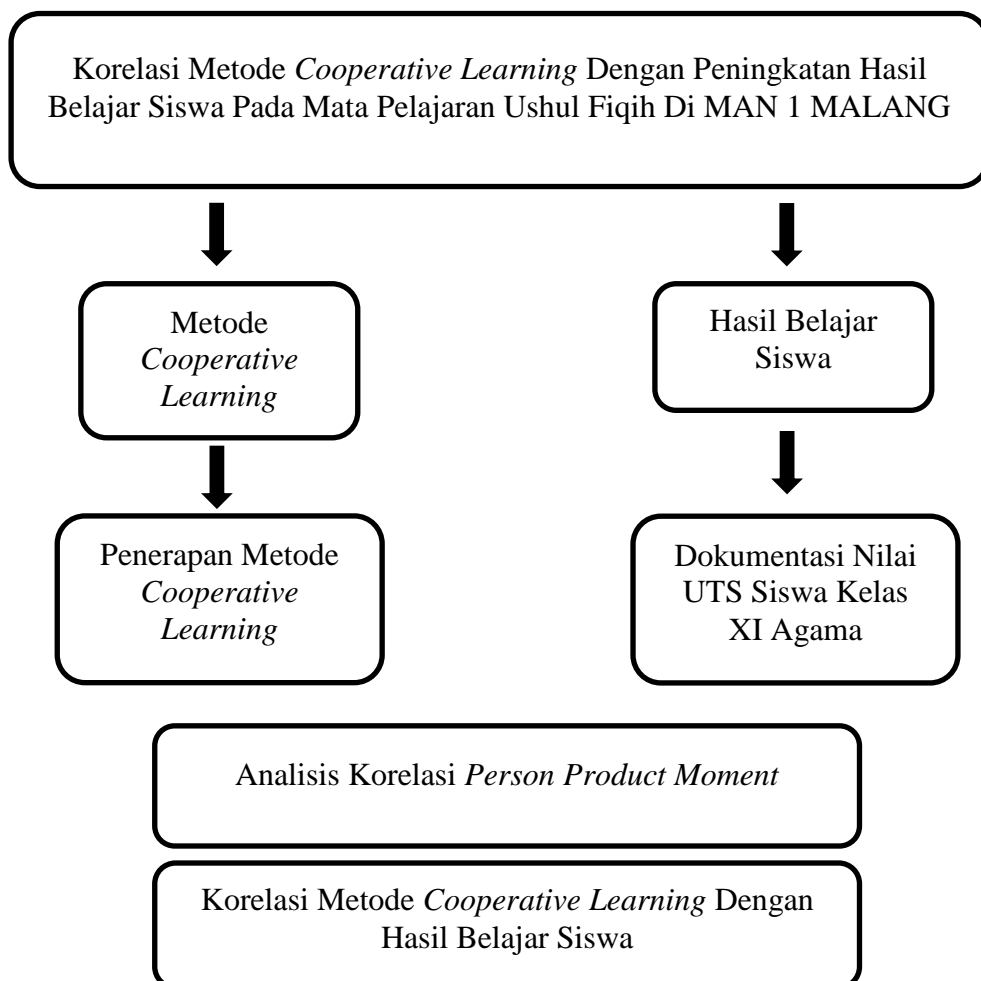 Korelasi Metode Cooperative Learning Dengan Peningkatan Hasil
Belajar Siswa Pada Mata Pelajaran Ushul Fiqih Di MAN 1 MALANG
Metode
Cooperative
Learning
Hasil Belajar
Siswa
Penerapan Metode
Cooperative
Learning
Dokumentasi Nilai
UTS Siswa Kelas
XI Agama
Analisis Korelasi Person Product Moment
Korelasi Metode Cooperative Learning Dengan
Hasil Belajar Siswa